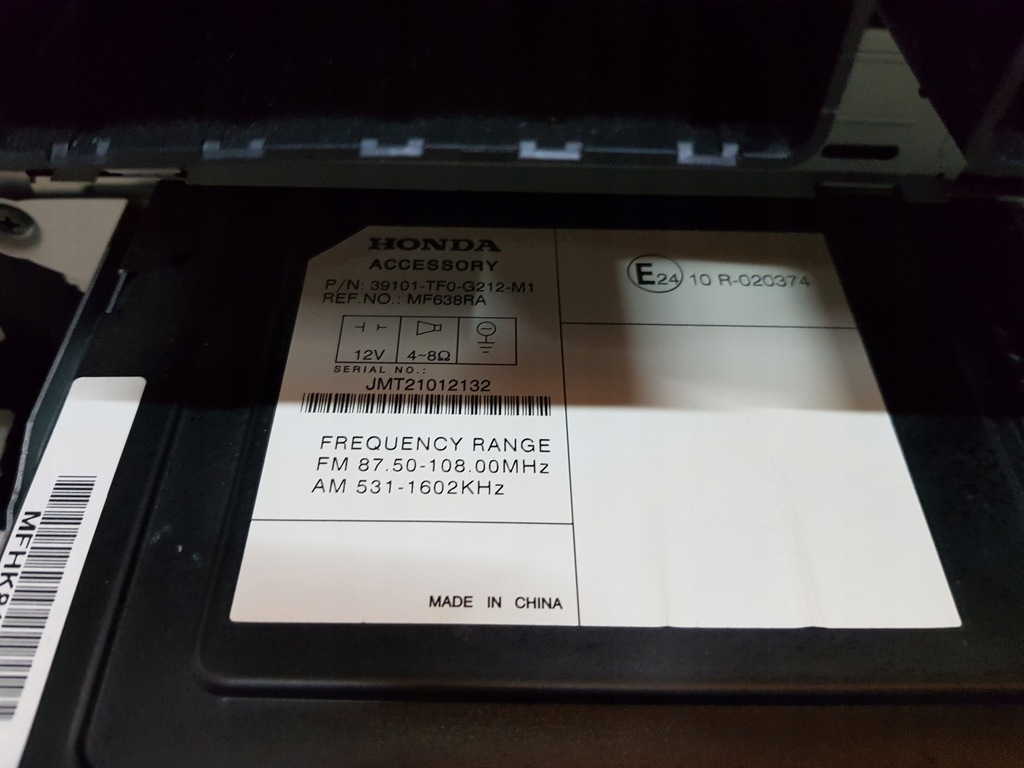 HONDA
ACCESSORY
P/N: 39101-TF0-G212-M1
REF.NO.: MF638RA
12V 4~8Ω
SERIAL NO.:
JMT21012132
FREQUENCY RANGE
FM 87.50-108.00MHz
AM 531-1602KHz
MADE IN CHINA
E24 10 R-020374